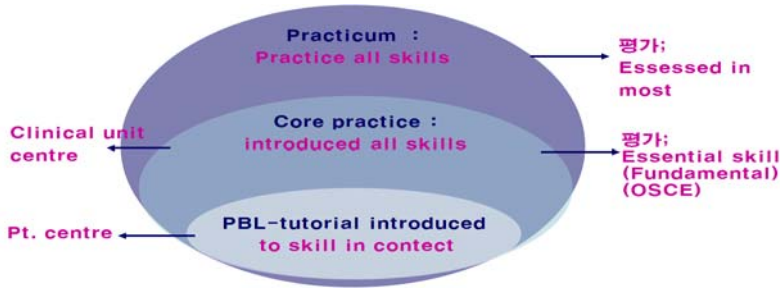 Practicum :
Practice all skills
평가;
Essessed in
most
Core practice :
introduced all skills
Clinical unit
centre
평가;
Essential skill
(Fundamental)
(OSCE)
PBL-tutorial introduced
to skill in contect
Pt. centre